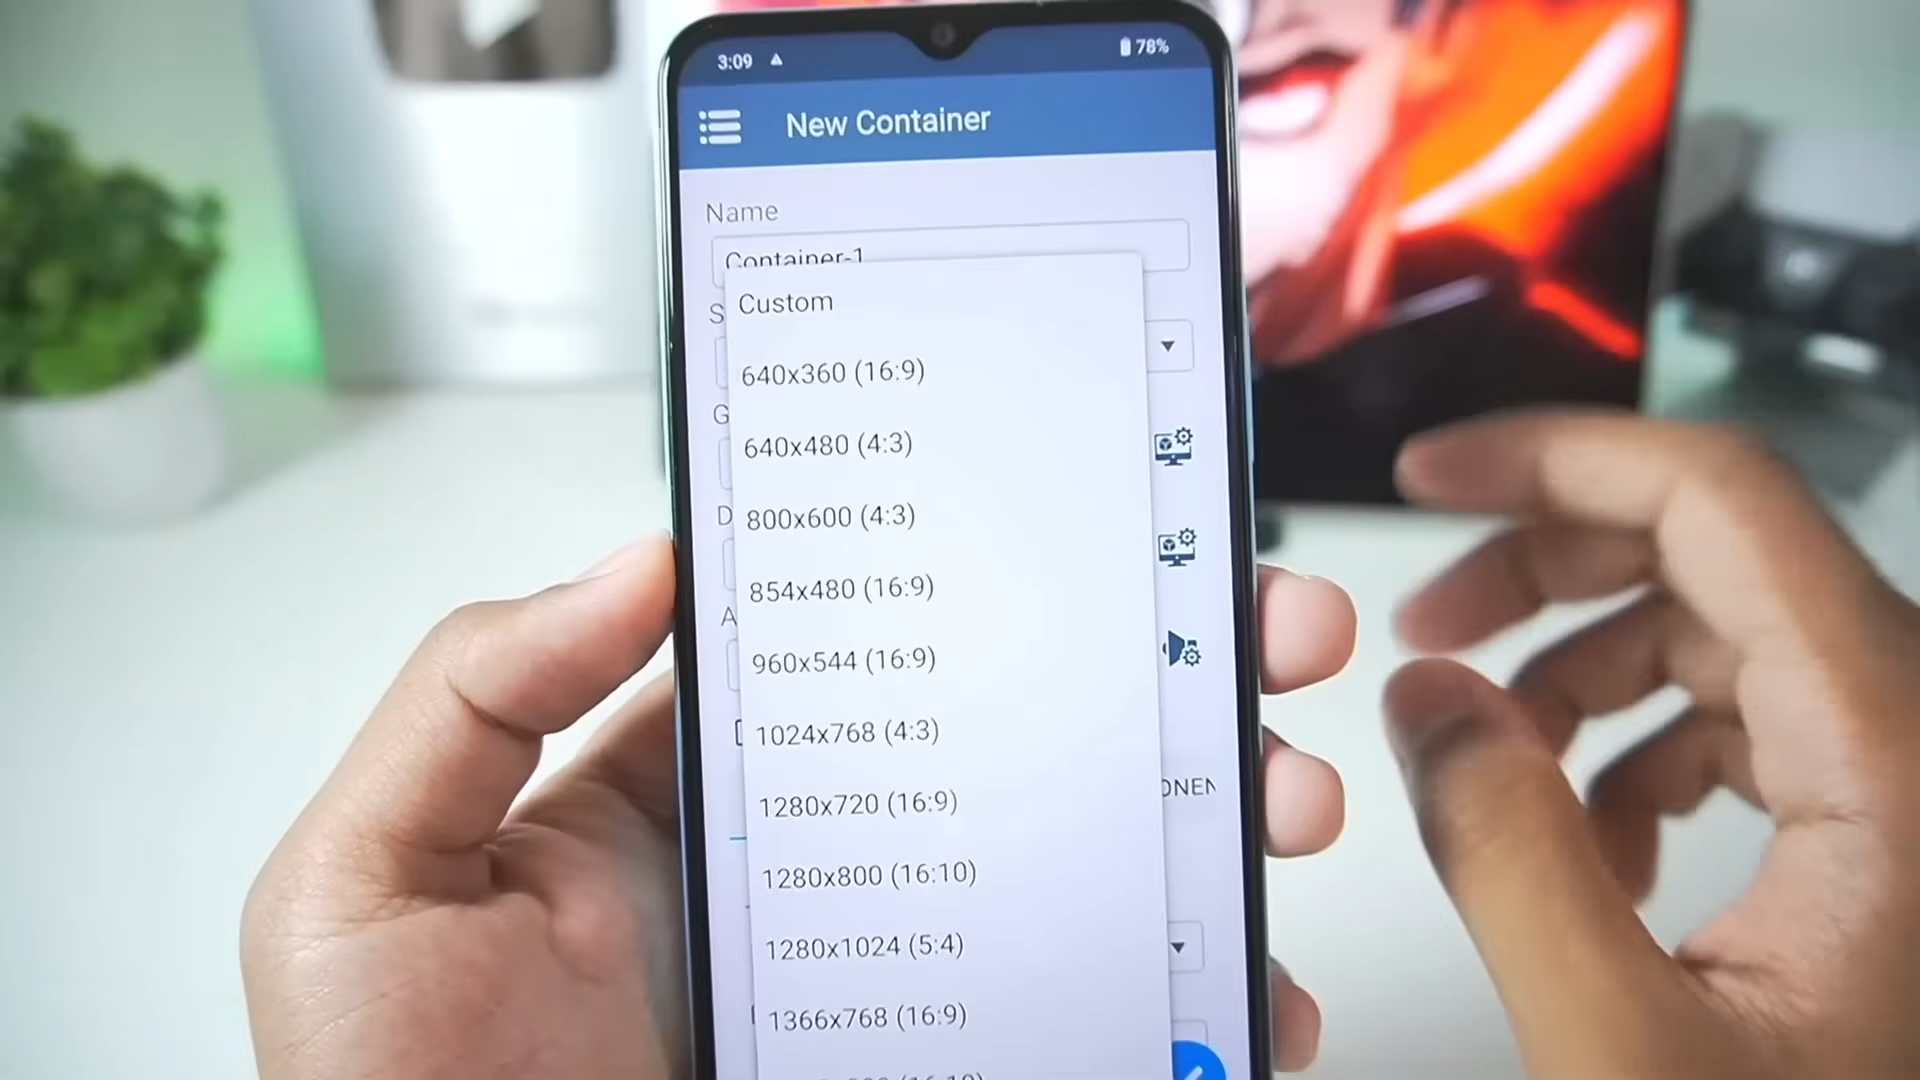 3:09 78%
New Container
Name
Container-1
S
Custom
640x360 (16:9)
G
640x480 (4:3)
D
800x600 (4:3)
854x480 (16:9)
A
960x544 (16:9)
1024x768 (4:3)
ONEN
1280x720 (16:9)
1280x800 (16:10)
1280x1024 (5:4)
1366x768 (16:9)